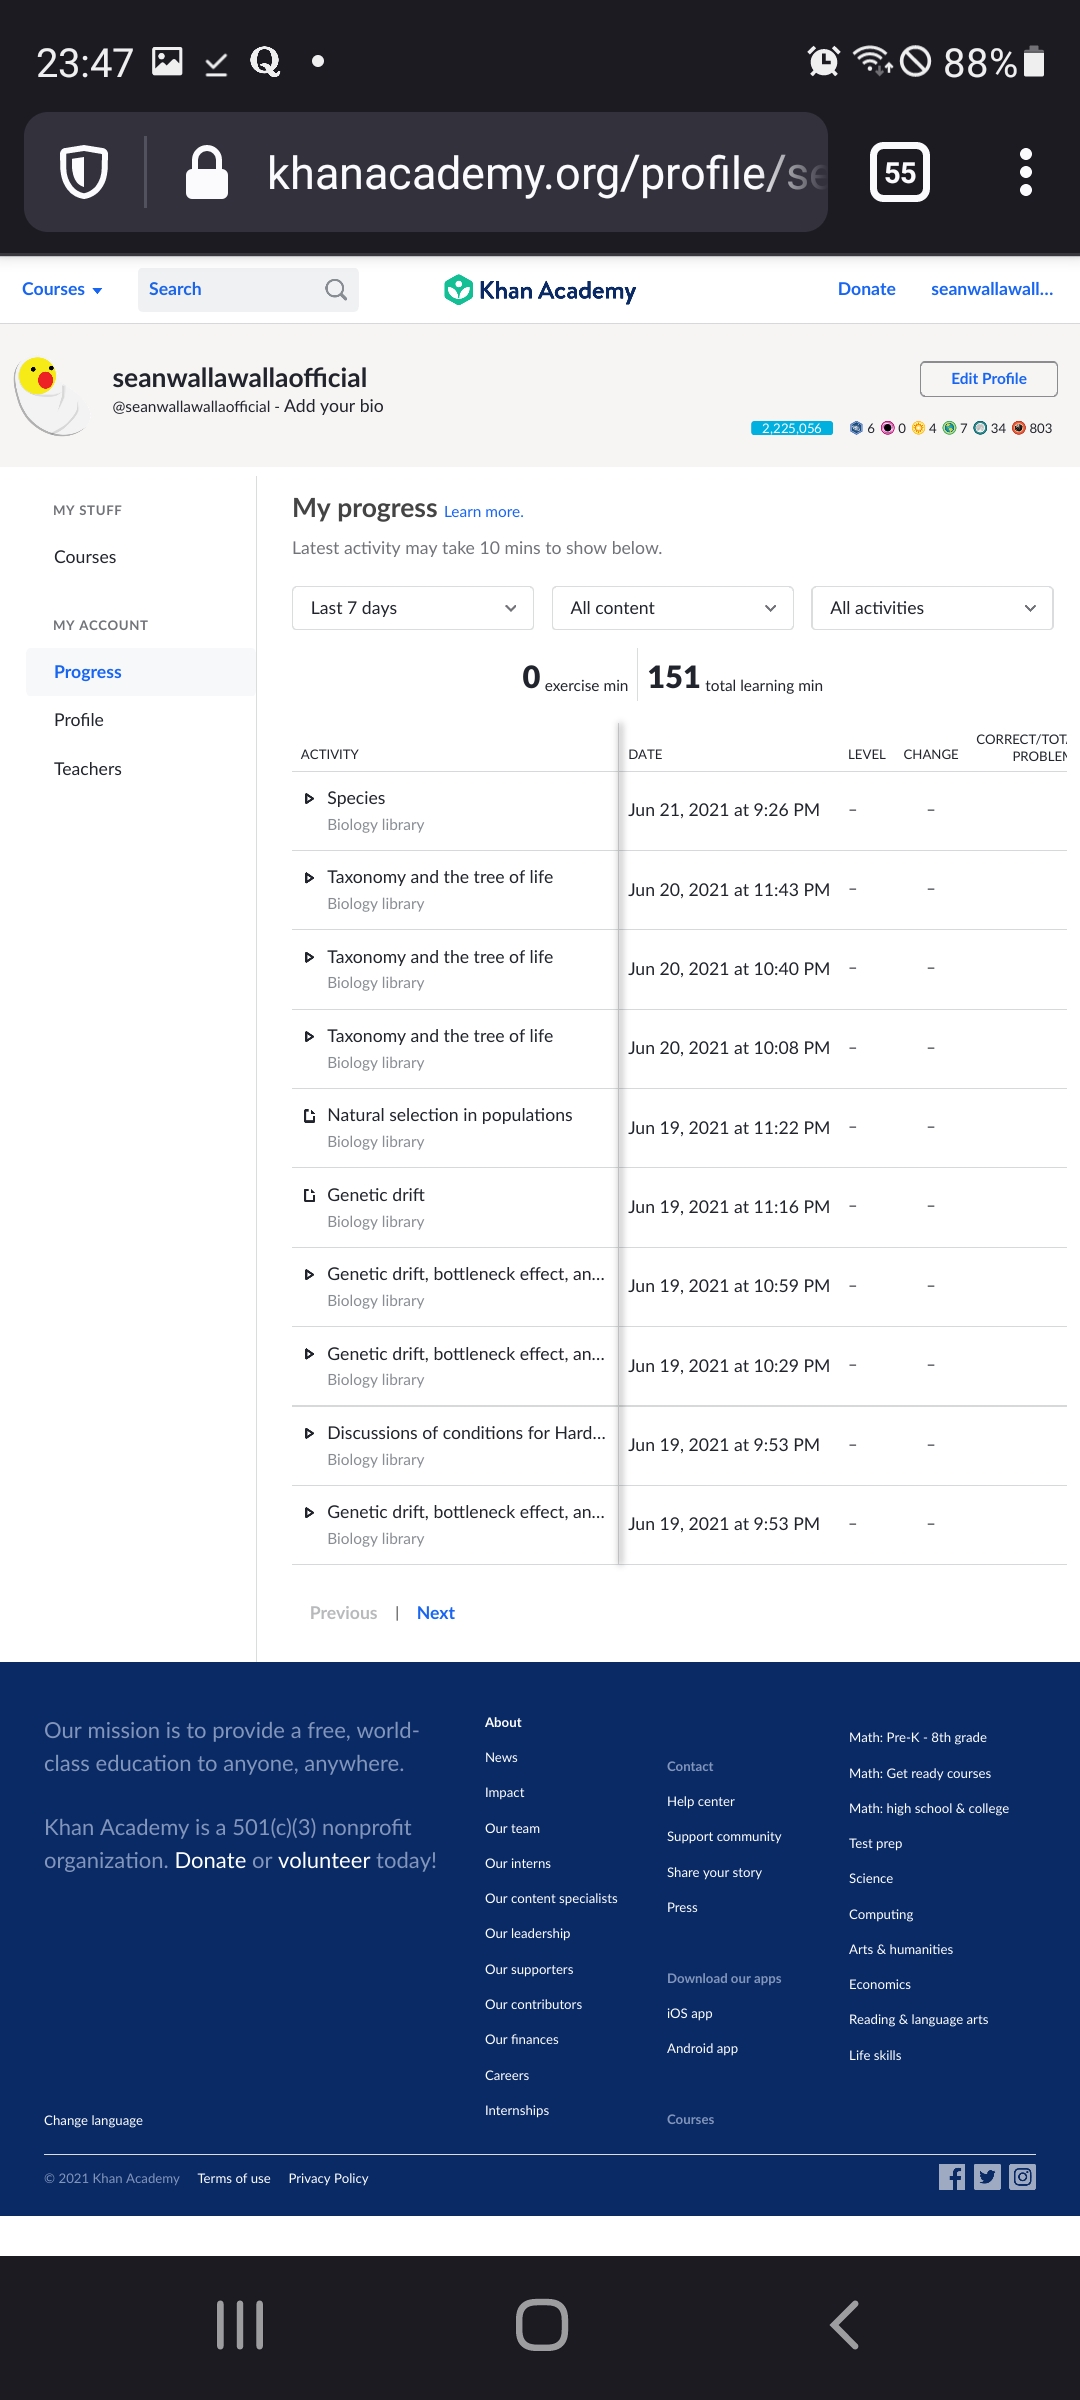 23:47
88%
khanacademy.org/profile/se
55
Courses
Search
Khan Academy
Donate
seanwallawall...
seanwallawallaofficial
@seanwallawallaofficial - Add your bio
Edit Profile
2,225,056 6 0 4 7 34 803
MY STUFF
Courses
MY ACCOUNT
Progress
Profile
Teachers
My progress Learn more.
Latest activity may take 10 mins to show below.
Last 7 days
All content
All activities
0 exercise min
151 total learning min
ACTIVITY DATE LEVEL CHANGE CORRECT/TOT
PROBLEM
Species
Biology library
Jun 21, 2021 at 9:26 PM – –
Taxonomy and the tree of life
Biology library
Jun 20, 2021 at 11:43 PM – –
Taxonomy and the tree of life
Biology library
Jun 20, 2021 at 10:40 PM – –
Taxonomy and the tree of life
Biology library
Jun 20, 2021 at 10:08 PM – –
Natural selection in populations
Biology library
Jun 19, 2021 at 11:22 PM – –
Genetic drift
Biology library
Jun 19, 2021 at 11:16 PM – –
Genetic drift, bottleneck effect, an...
Biology library
Jun 19, 2021 at 10:59 PM – –
Genetic drift, bottleneck effect, an...
Biology library
Jun 19, 2021 at 10:29 PM – –
Discussions of conditions for Hard...
Biology library
Jun 19, 2021 at 9:53 PM – –
Genetic drift, bottleneck effect, an...
Biology library
Jun 19, 2021 at 9:53 PM – –
Previous | Next
Our mission is to provide a free, world-
class education to anyone, anywhere.
Khan Academy is a 501(c)(3) nonprofit
organization. Donate or volunteer today!
About
News
Impact
Our team
Our interns
Our content specialists
Our leadership
Our supporters
Our contributors
Our finances
Careers
Internships
Contact
Help center
Support community
Share your story
Press
Download our apps
iOS app
Android app
Courses
Math: Pre-K - 8th grade
Math: Get ready courses
Math: high school & college
Test prep
Science
Computing
Arts & humanities
Economics
Reading & language arts
Life skills
Change language
© 2021 Khan Academy Terms of use Privacy Policy